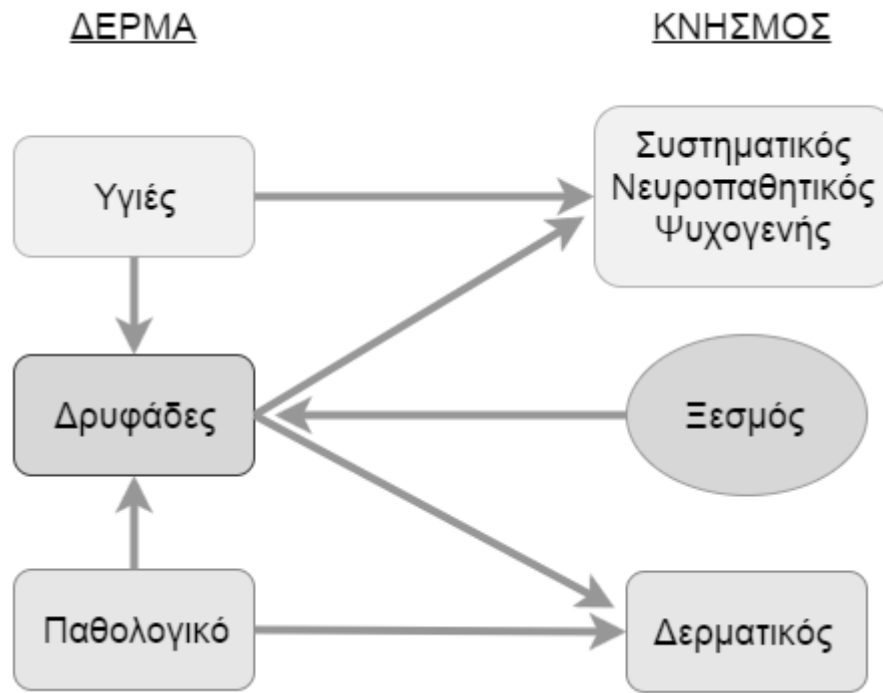 ΔΕΡΜΑ
ΚΝΗΣΜΟΣ
Υγιές
Συστηματικός
Νευροπαθητικός
Ψυχογενής
Δρυφάδες
Ξεσμός
Παθολογικό
Δερματικός